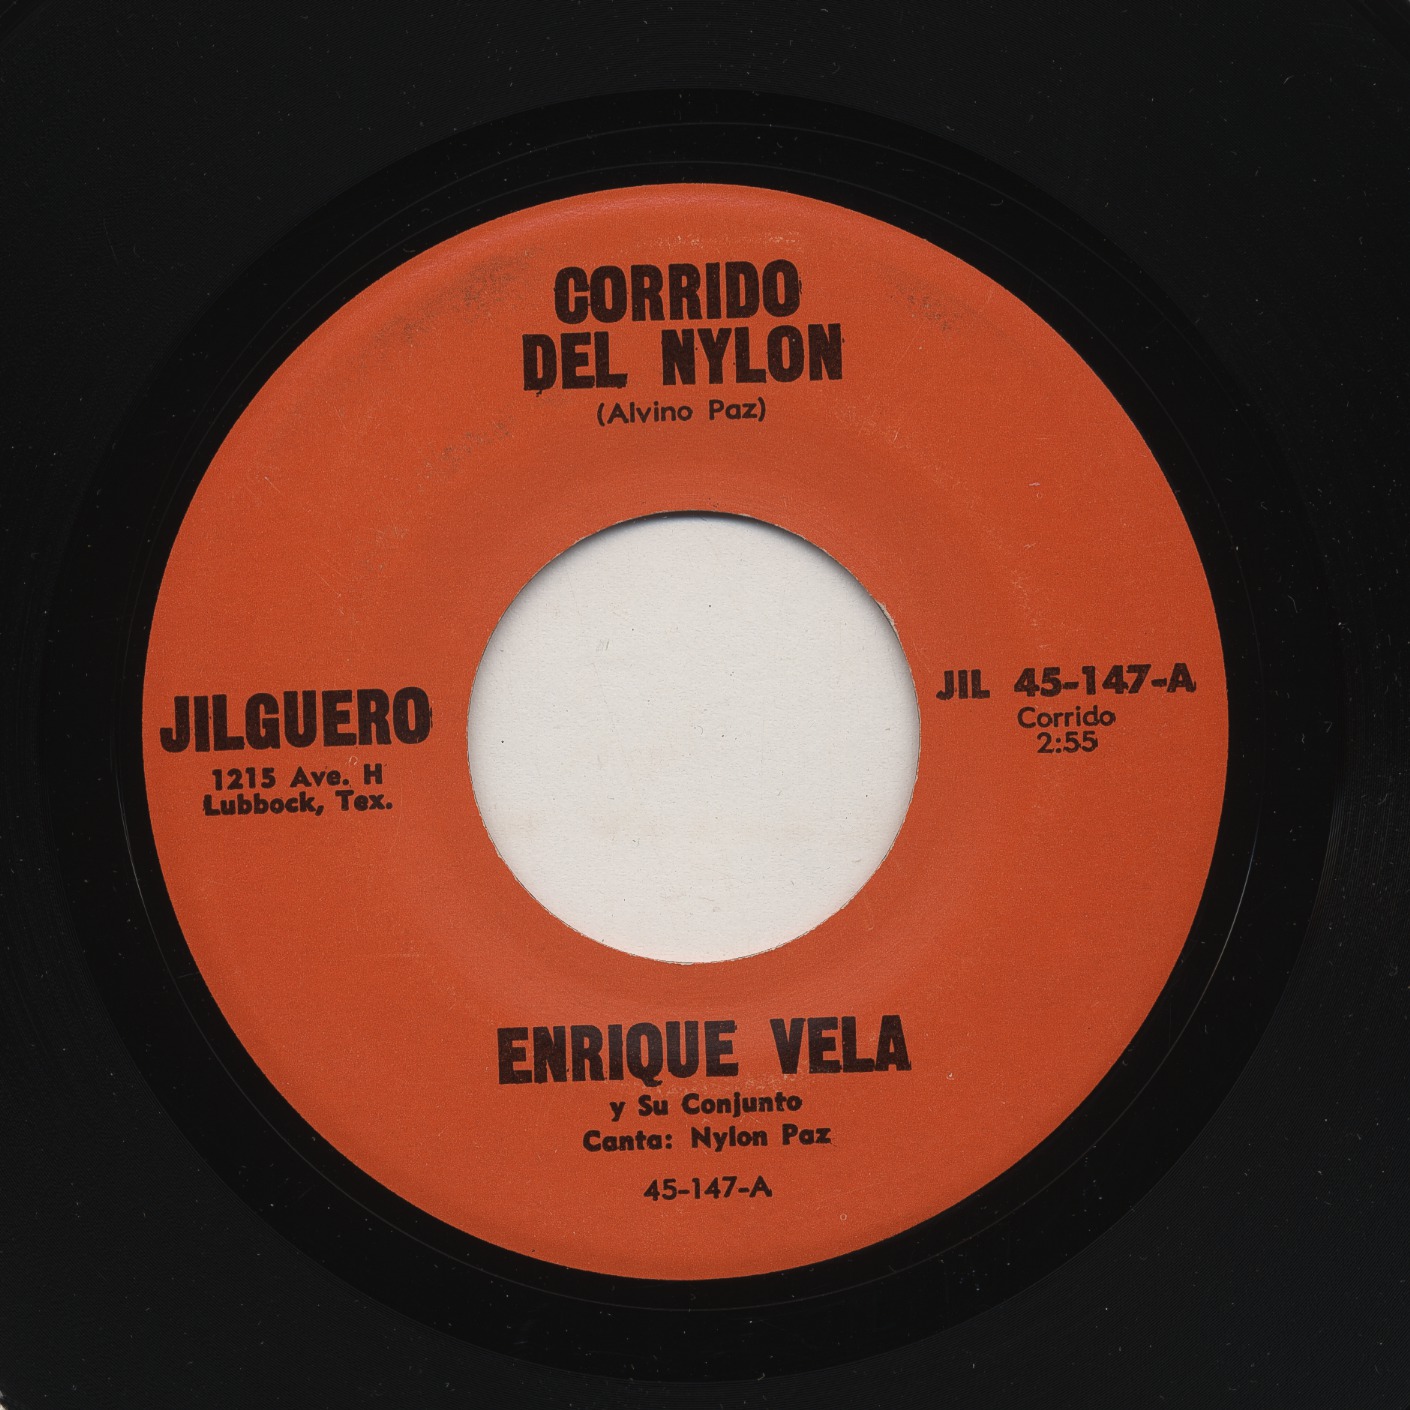 CORRIDO
DEL NYLON
(Alvino Paz)
JILGUERO
1215 Ave. H
Lubbock, Tex.
JIL 45-147-A
Corrido
2:55
ENRIQUE VELA
y Su Conjunto
Canta: Nylon Paz
45-147-A